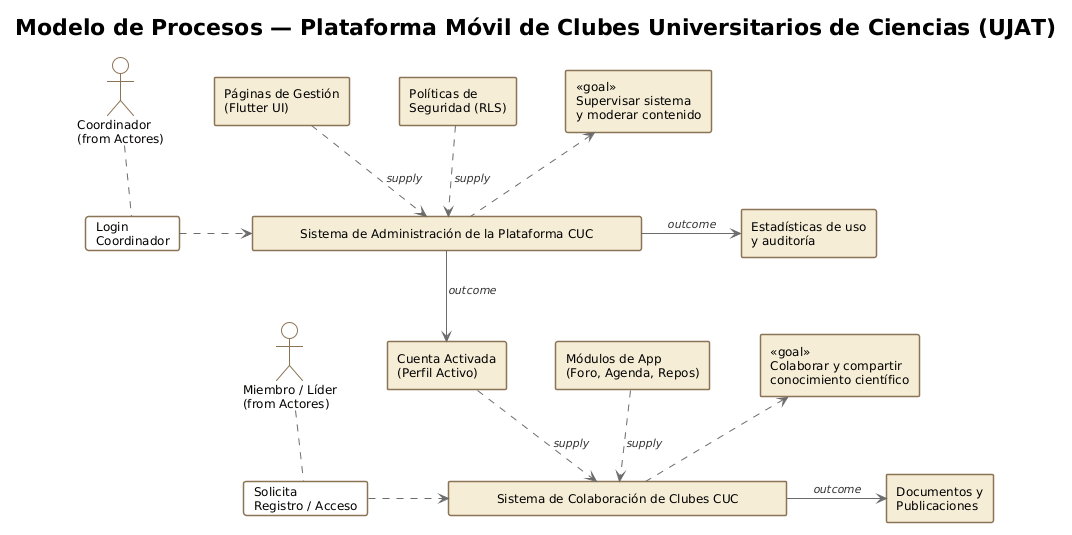 Modelo de Procesos — Plataforma Móvil de Clubes Universitarios de Ciencias (UJAT)
Coordinador
(from Actores)
Páginas de Gestión
(Flutter UI)
Políticas de
Seguridad (RLS)
«goal»
Supervisar sistema
y moderar contenido
supply
supply
Login
Coordinador
Sistema de Administración de la Plataforma CUC
outcome
Estadísticas de uso
y auditoría
outcome
Miembro / Líder
(from Actores)
Cuenta Activada
(Perfil Activo)
Módulos de App
(Foro, Agenda, Repos)
«goal»
Colaborar y compartir
conocimiento científico
supply
supply
Solicita
Registro / Acceso
Sistema de Colaboración de Clubes CUC
outcome
Documentos y
Publicaciones